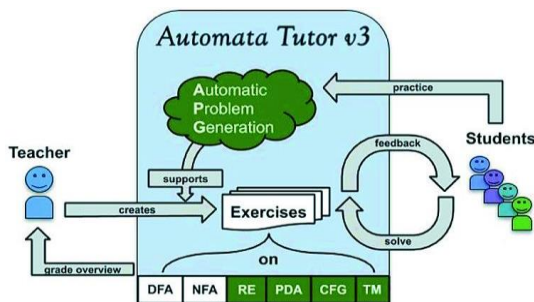 Automata Tutor v3
Automatic
Problem
Generation
practice
Teacher
Students
feedback
supports
creates
Exercises
solve
on
grade overview
DFA NFA RE PDA CFG TM